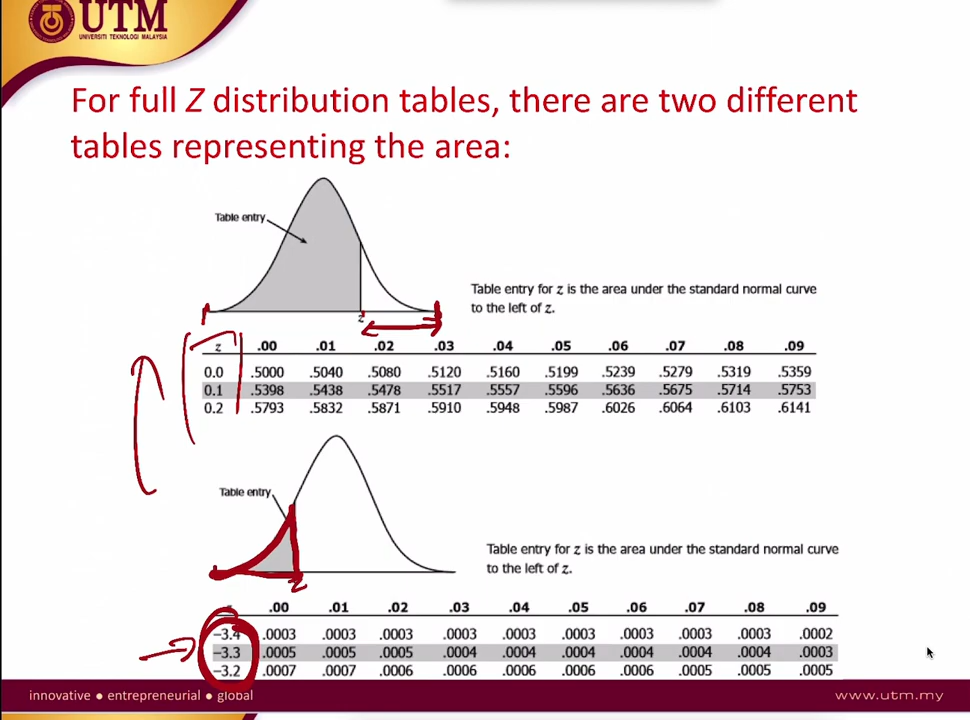 UTM
UNIVERSITI TEKNOLOGI MALAYSIA
For full Z distribution tables, there are two different
tables representing the area:
Table entry
z
Table entry for z is the area under the standard normal curve
to the left of z.
z .00 .01 .02 .03 .04 .05 .06 .07 .08 .09
0.0 .5000 .5040 .5080 .5120 .5160 .5199 .5239 .5279 .5319 .5359
0.1 .5398 .5438 .5478 .5517 .5557 .5596 .5636 .5675 .5714 .5753
0.2 .5793 .5832 .5871 .5910 .5948 .5987 .6026 .6064 .6103 .6141
Table entry
Table entry for z is the area under the standard normal curve
to the left of z.
z
.00 .01 .02 .03 .04 .05 .06 .07 .08 .09
−3.4 .0003 .0003 .0003 .0003 .0003 .0003 .0003 .0003 .0003 .0002
−3.3 .0005 .0005 .0005 .0004 .0004 .0004 .0004 .0004 .0004 .0003
−3.2 .0007 .0007 .0006 .0006 .0006 .0006 .0006 .0005 .0005 .0005
innovative ● entrepreneurial ● global
www.utm.my